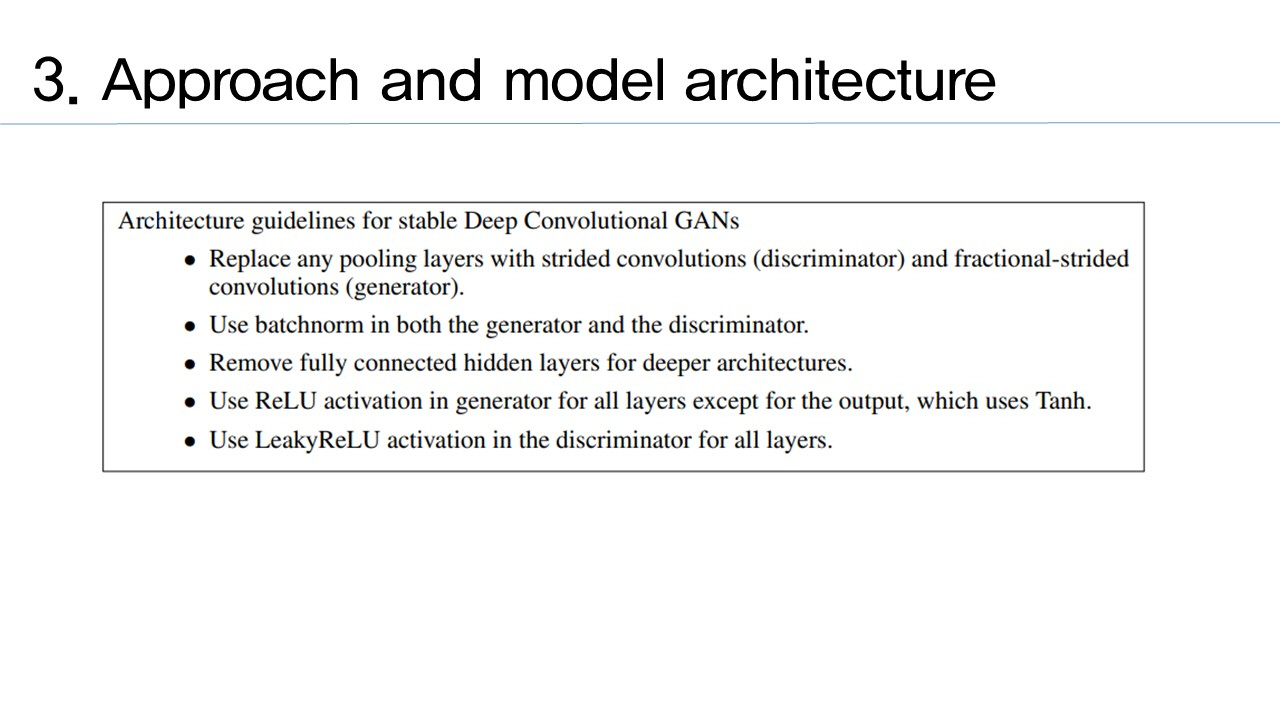 3. Approach and model architecture
Architecture guidelines for stable Deep Convolutional GANs
• Replace any pooling layers with strided convolutions (discriminator) and fractional-strided
convolutions (generator).
• Use batchnorm in both the generator and the discriminator.
• Remove fully connected hidden layers for deeper architectures.
• Use ReLU activation in generator for all layers except for the output, which uses Tanh.
• Use LeakyReLU activation in the discriminator for all layers.